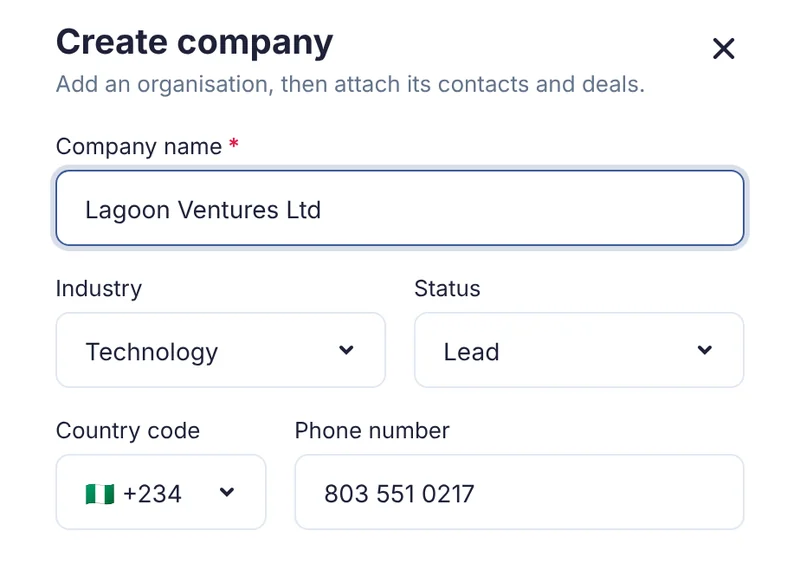 Create company
Add an organisation, then attach its contacts and deals.
Company name *
Lagoon Ventures Ltd
Industry
Status
Technology
Lead
Country code
Phone number
🇳🇬 +234
803 551 0217